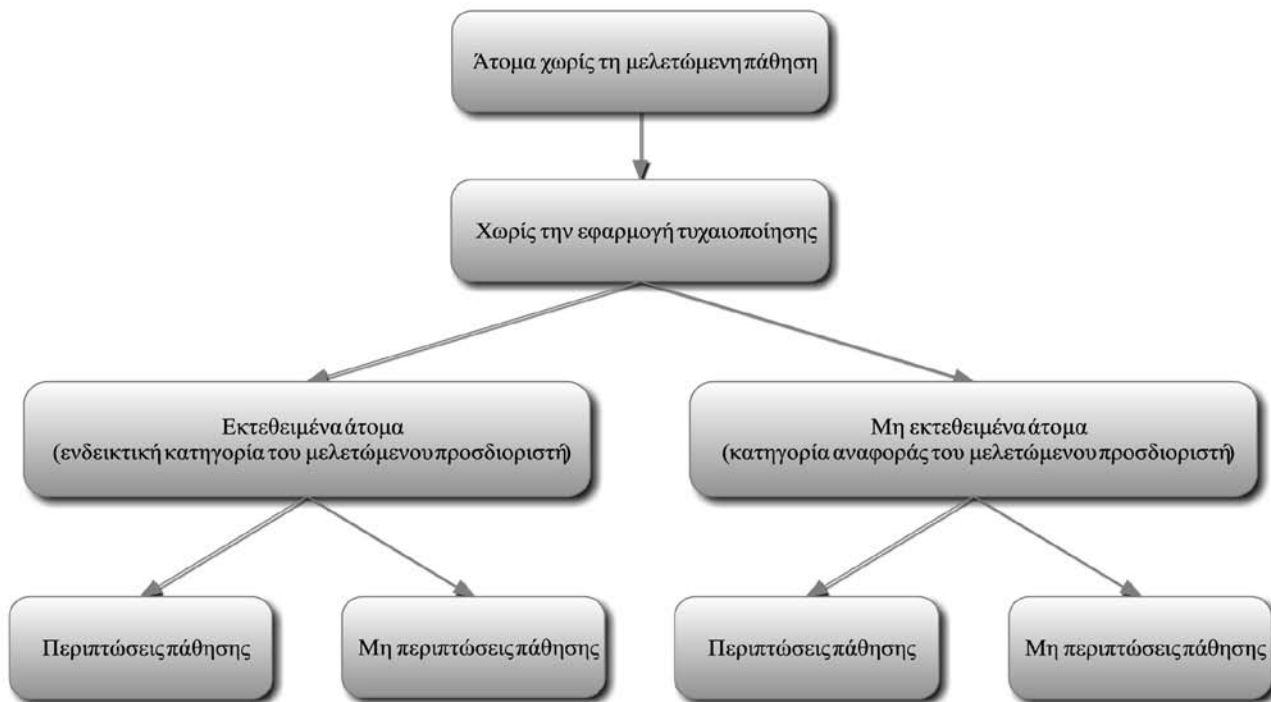 Άτομα χωρίς τη μελετώμενη πάθηση
Χωρίς την εφαρμογή τυχαιοποίησης
Εκτεθειμένα άτομα
(ενδεικτική κατηγορία του μελετώμενου προσδιοριστή)
Μη εκτεθειμένα άτομα
(κατηγορία αναφοράς του μελετώμενου προσδιοριστή)
Περιπτώσεις πάθησης
Μη περιπτώσεις πάθησης
Περιπτώσεις πάθησης
Μη περιπτώσεις πάθησης